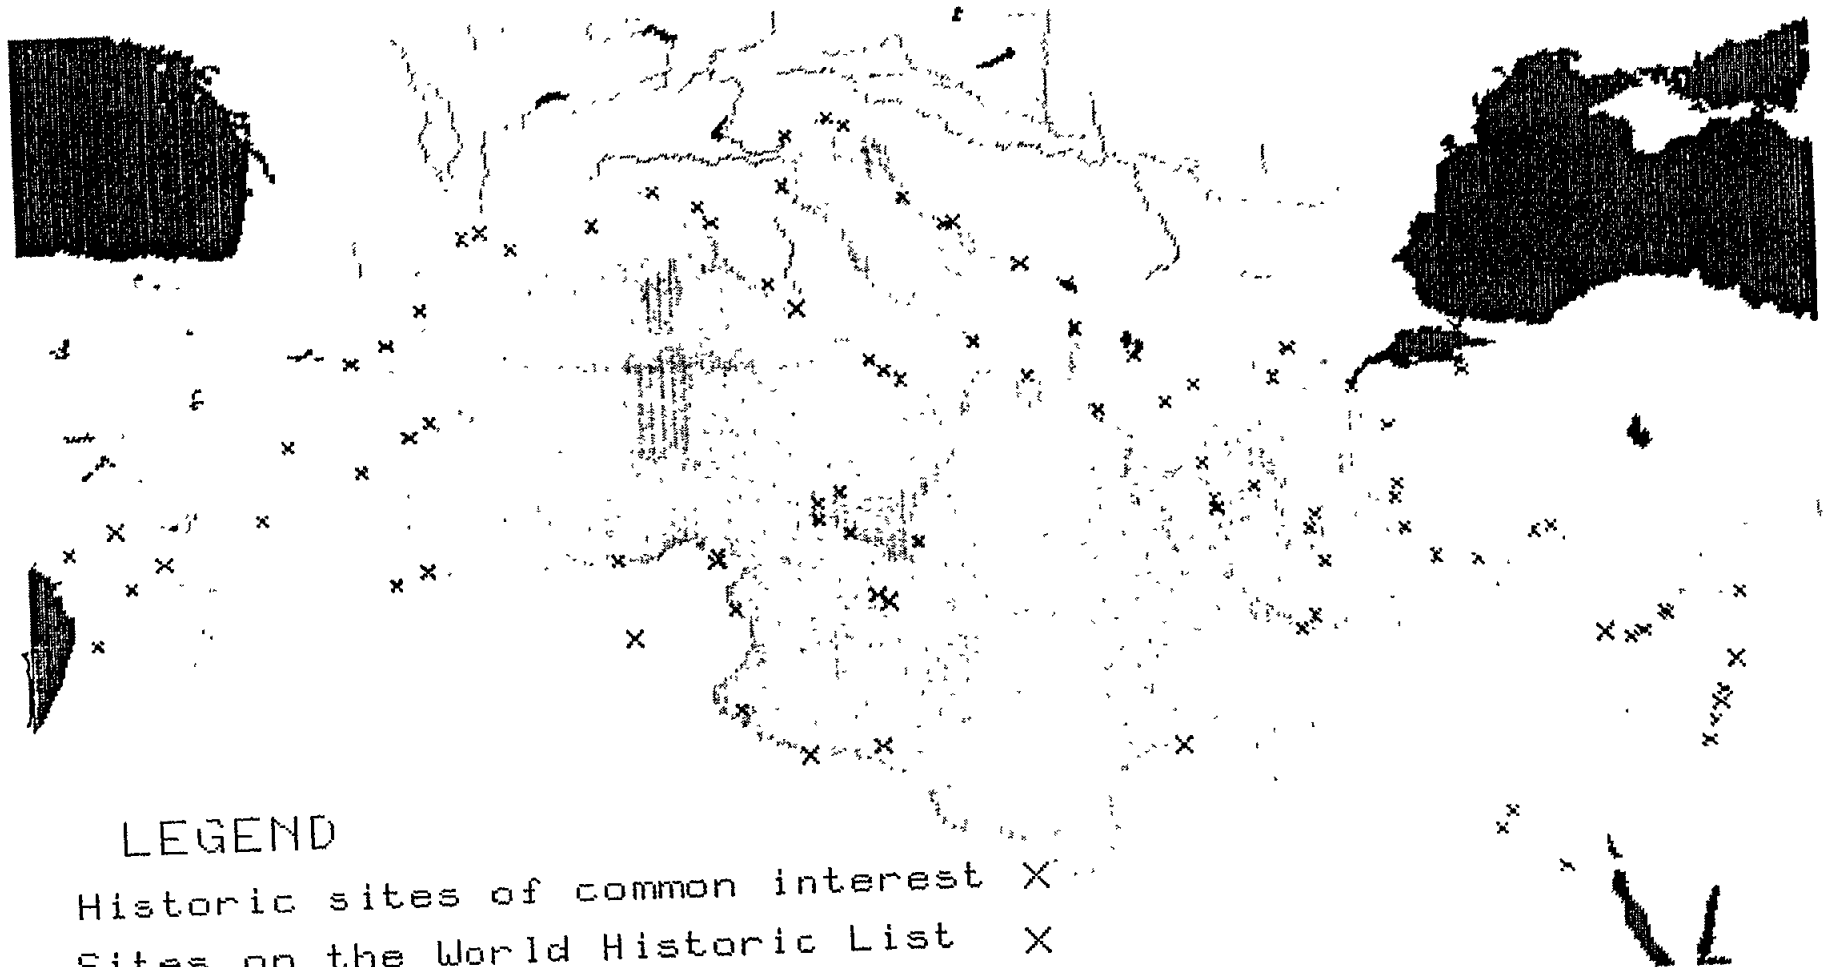 LEGEND
Historic sites of common interest X
Sites on the World Historic List X